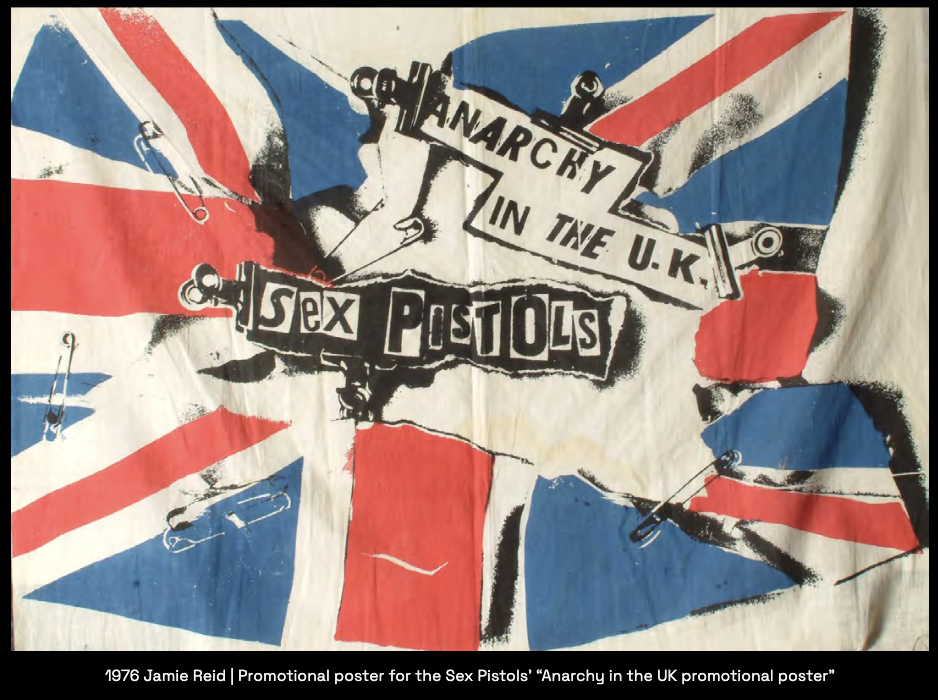 ANARCHY
IN THE U.K.
SEX PISTOLS
1976 Jamie Reid | Promotional poster for the Sex Pistols’ “Anarchy in the UK promotional poster”